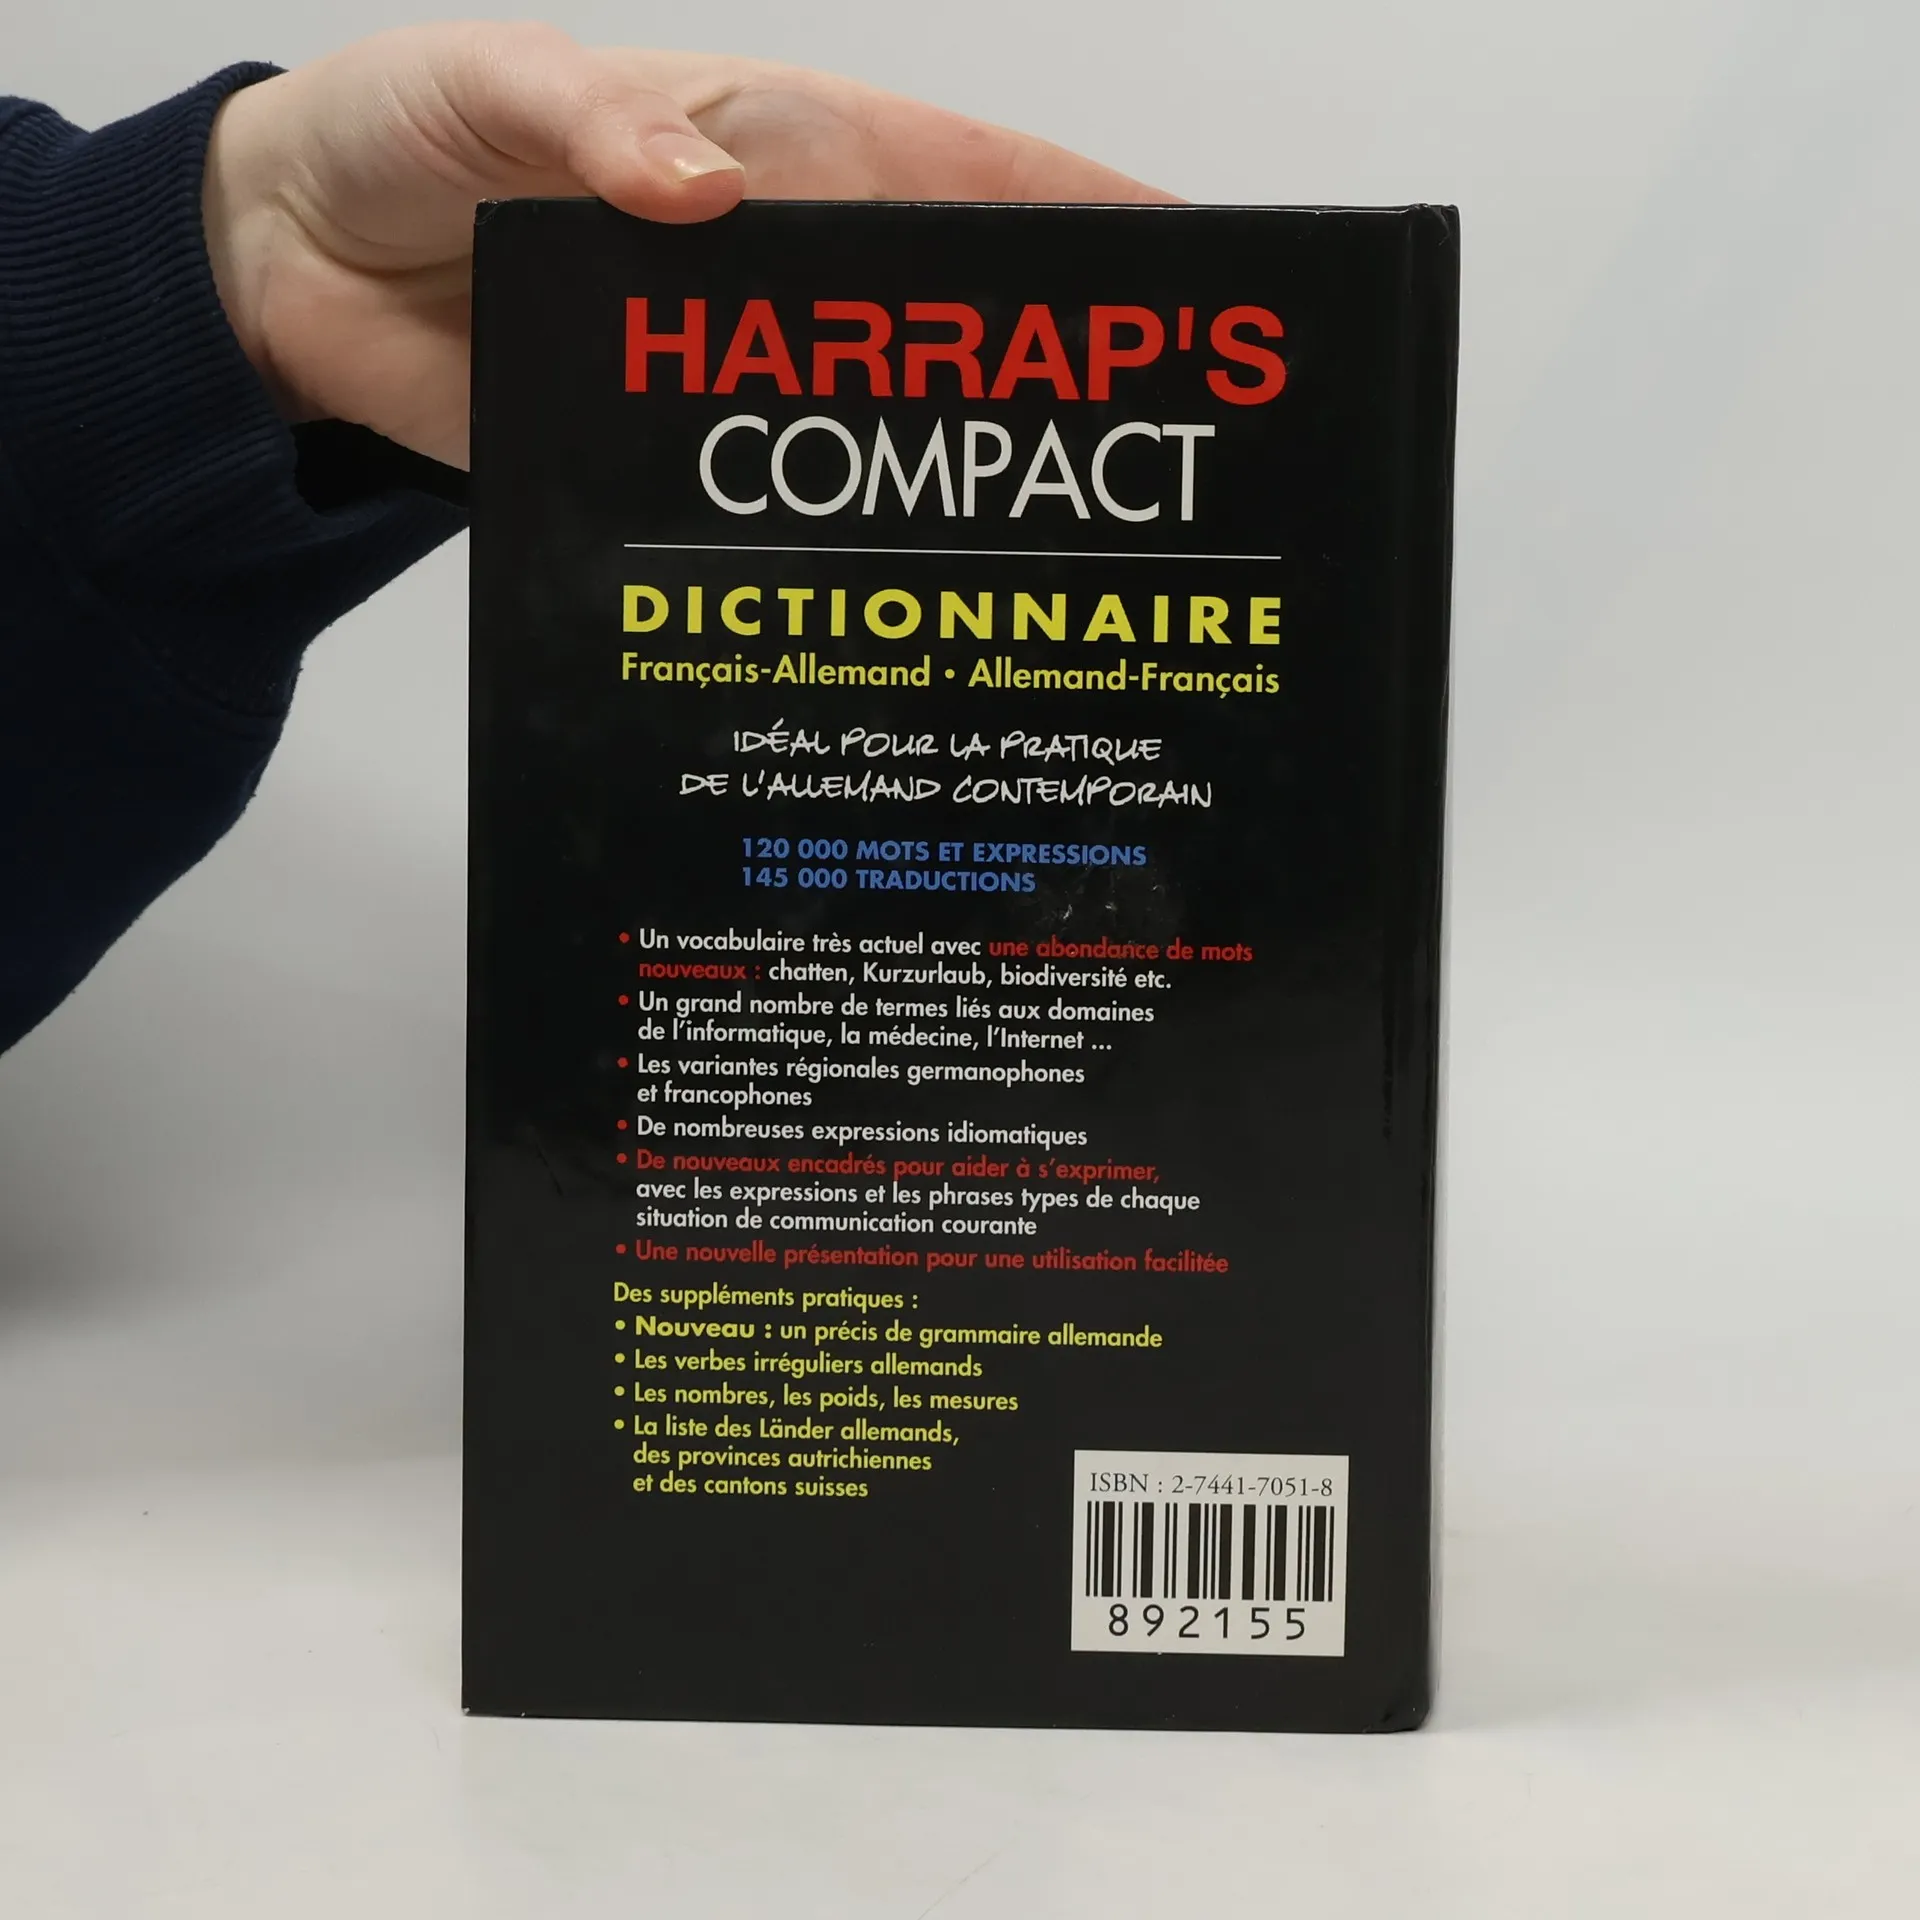 HARRAP'S
COMPACT
DICTIONNAIRE
Français-Allemand • Allemand-Français
IDÉAL POUR LA PRATIQUE
DE L'ALLEMAND CONTEMPORAIN
120 000 MOTS ET EXPRESSIONS
145 000 TRADUCTIONS
• Un vocabulaire très actuel avec une abondance de mots
nouveaux : chatten, Kurzurlaub, biodiversité etc.
• Un grand nombre de termes liés aux domaines
de l'informatique, la médecine, l'Internet ...
• Les variantes régionales germanophones
et francophones
• De nombreuses expressions idiomatiques
• De nouveaux encadrés pour aider à s'exprimer,
avec les expressions et les phrases types de chaque
situation de communication courante
• Une nouvelle présentation pour une utilisation facilitée
Des suppléments pratiques :
• Nouveau : un précis de grammaire allemande
• Les verbes irréguliers allemands
• Les nombres, les poids, les mesures
• La liste des Länder allemands,
des provinces autrichiennes
et des cantons suisses
ISBN : 2-7441-7051-8
892155